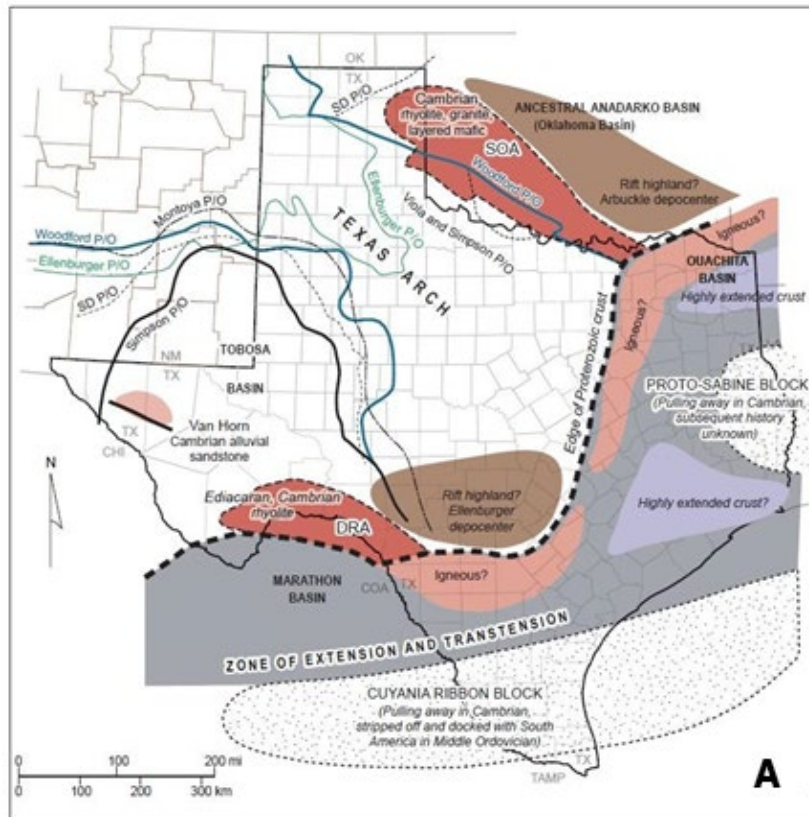 OK
TX
SD P/O
Cambrian
rhyolite, granite,
layered mafic
SOA
ANCESTRAL ANADARKO BASIN
(Oklahoma Basin)
Rift highland?
Arbuckle depocenter
Woodford P/O
Viola and Simpson P/O
Ellenburger P/O
TEXAS ARCH
Montoya P/O
Woodford P/O
Ellenburger P/O
SD P/O
Simpson P/O
NM
TX
TOBOSA
BASIN
Igneous?
OUACHITA
BASIN
Highly extended crust
Igneous?
Edge of Proterozoic crust
TX
PROTO-SABINE BLOCK
(Pulling away in Cambrian,
subsequent history
unknown)
Highly extended crust?
Van Horn
Cambrian alluvial
sandstone
TX
CHI
N
Ediacaran, Cambrian
rhyolite
DRA
Rift highland?
Ellenburger
depocenter
Igneous?
MARATHON
BASIN
COA
TX
ZONE OF EXTENSION AND TRANSTENSION
CUYANIA RIBBON BLOCK
(Pulling away in Cambrian,
stripped off and docked with South
America in Middle Ordovician)
TX
TAMP
0 100 200 mi
0 100 200 300 km
A